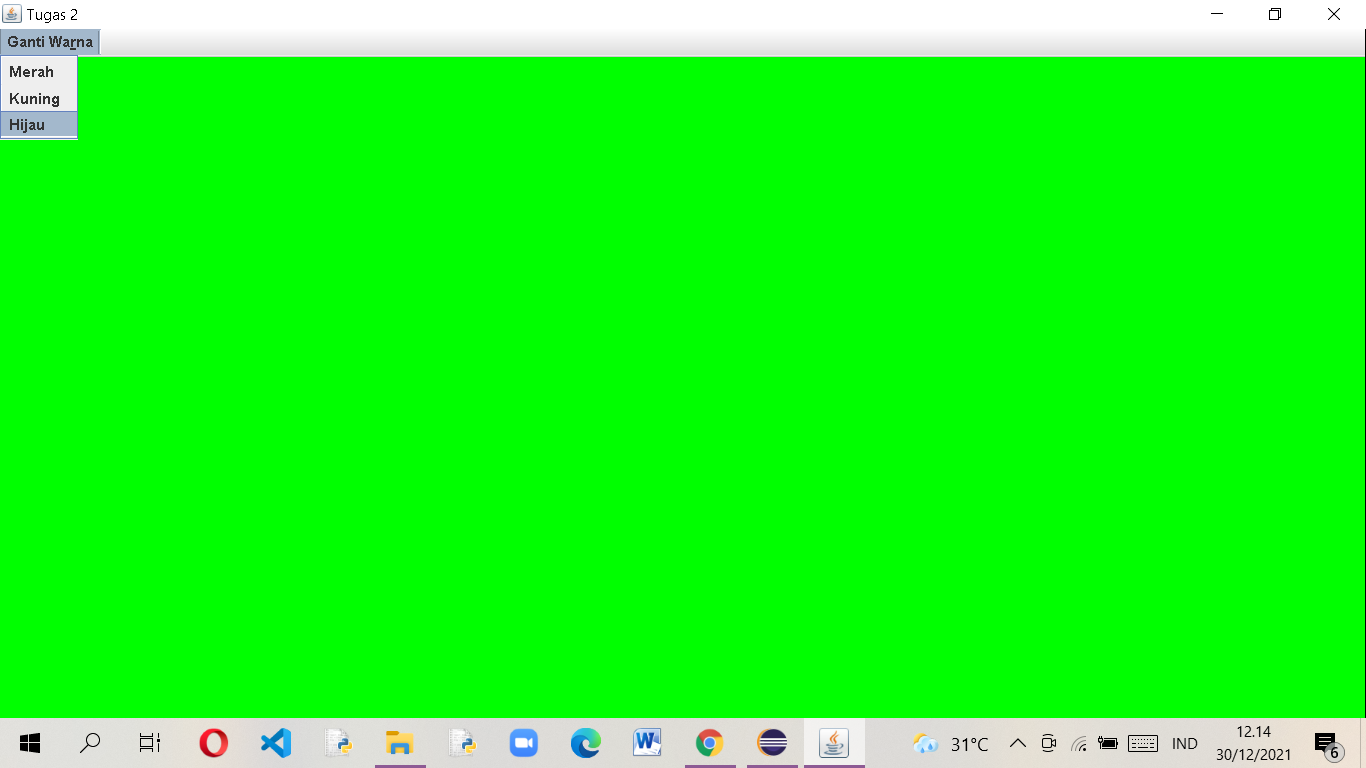 Tugas 2
Ganti Warna
Merah
Kuning
Hijau
31°C
IND
12.14
30/12/2021
6